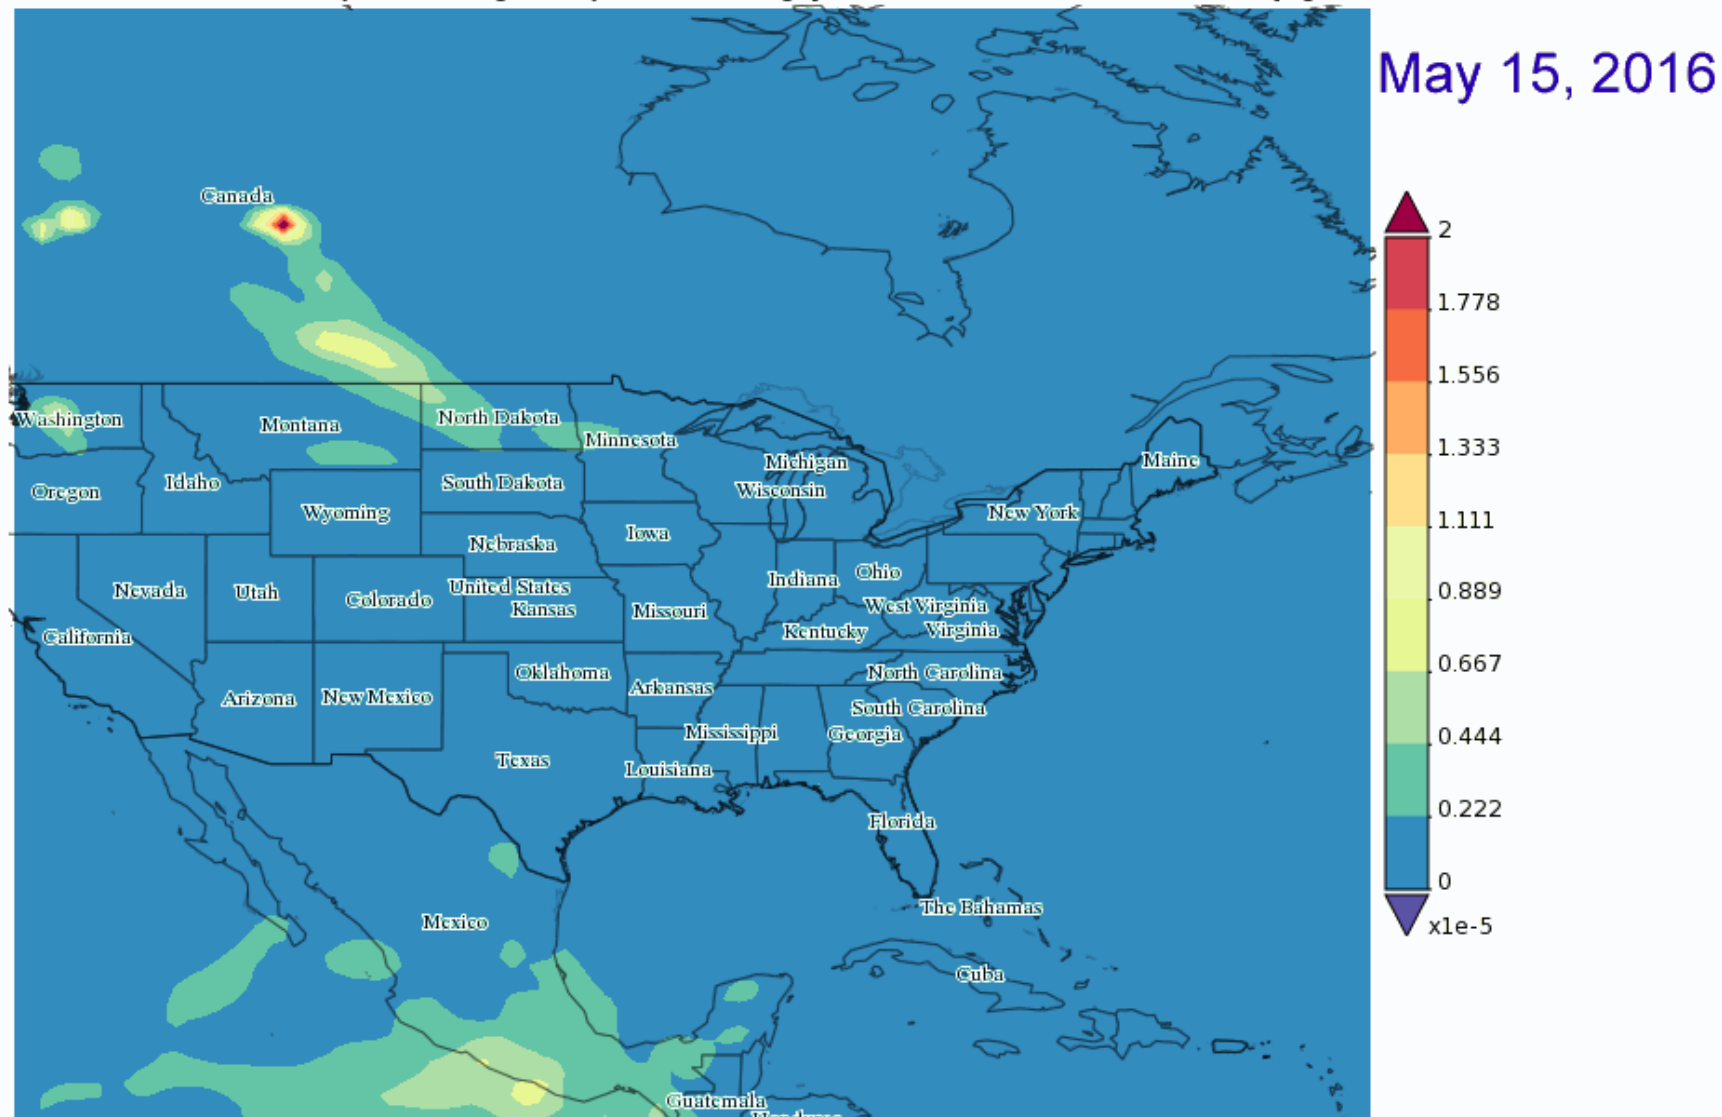 May 15, 2016
Canada
2
1.778
1.556
Washington
Montana
North Dakota
Minnesota
1.333
Michigan
Maine
Oregon
Idaho
South Dakota
Wisconsin
Wyoming
New York
1.111
Iowa
Nebraska
Nevada
Utah
Colorado
United States
Kansas
Indiana
Ohio
0.889
Missouri
West Virginia
California
Kentucky
Virginia
0.667
Arizona
New Mexico
Oklahoma
Arkansas
North Carolina
South Carolina
Mississippi
Georgia
0.444
Texas
Louisiana
0.222
Florida
0
The Bahamas
Mexico
x1e-5
Cuba
Guatemala